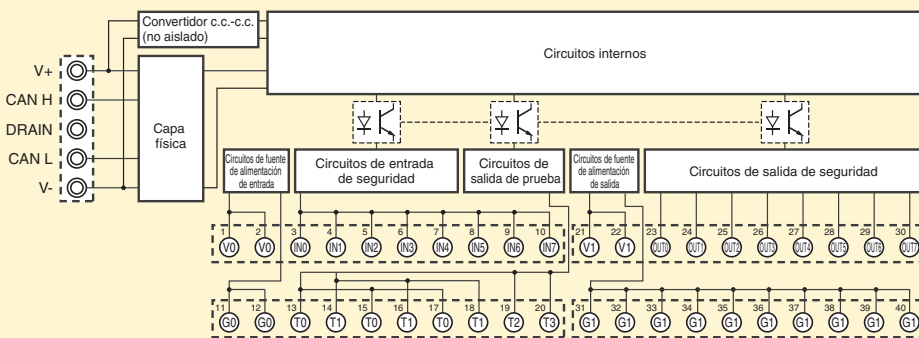 Convertidor c.c.-c.c.
(no aislado)
Circuitos internos
V+
CAN H
DRAIN
CAN L
V-
Capa
física
Circuitos de fuente
de alimentación
de entrada
Circuitos de entrada
de seguridad
Circuitos de
salida de prueba
Circuitos de fuente
de alimentación
de salida
Circuitos de salida de seguridad
1 2 3 4 5 6 7 8 9 10
V0 V0 IN0 IN1 IN2 IN3 IN4 IN5 IN6 IN7
21 22 23 24 25 26 27 28 29 30
V1 V1 OUT0 OUT1 OUT2 OUT3 OUT4 OUT5 OUT6 OUT7
11 12 13 14 15 16 17 18 19 20
G0 G0 T0 T1 T0 T1 T0 T1 T2 T3
31 32 33 34 35 36 37 38 39 40
G1 G1 G1 G1 G1 G1 G1 G1 G1 G1